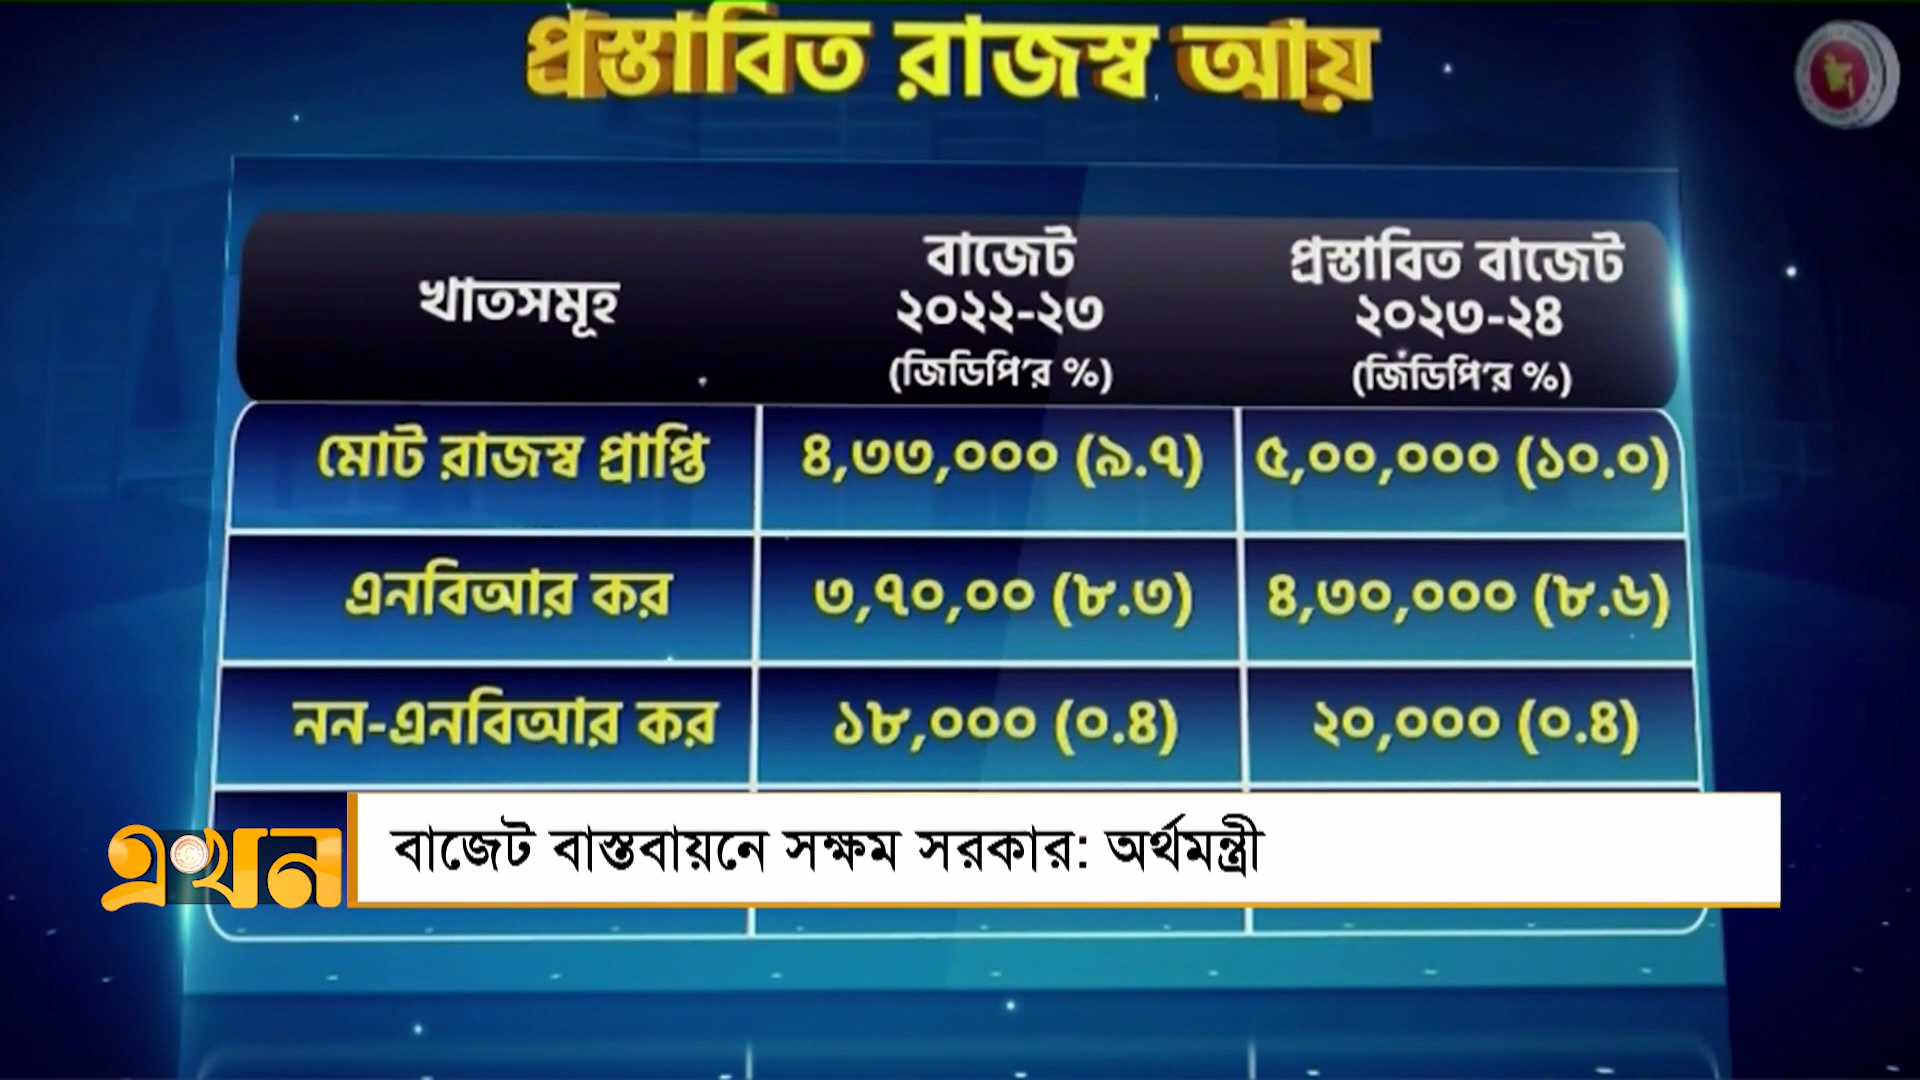 প্রস্তাবিত রাজস্ব আয়
খাতসমূহ
বাজেট
২০২২-২৩
(জিডিপি'র %)
প্রস্তাবিত বাজেট
২০২৩-২৪
(জিডিপি'র %)
মোট রাজস্ব প্রাপ্তি ৪,৩৩,০০০ (৯.৭) ৫,০০,০০০ (১০.০)
এনবিআর কর ৩,৭০,০০ (৮.৩) ৪,৩০,০০০ (৮.৬)
নন-এনবিআর কর ১৮,০০০ (০.৪) ২০,০০০ (০.৪)
এখন
বাজেট বাস্তবায়নে সক্ষম সরকার: অর্থমন্ত্রী